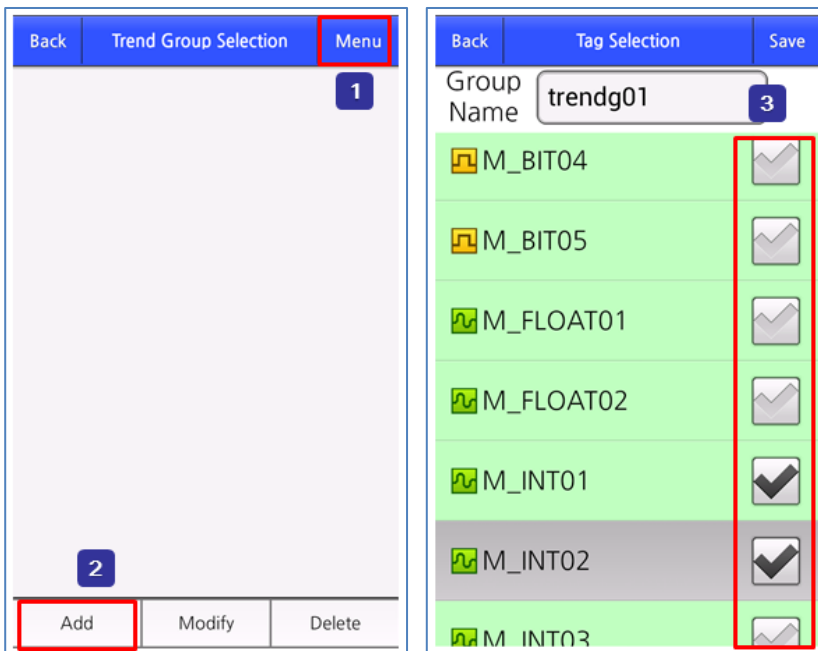 Back Trend Group Selection Menu
1
2
Add Modify Delete
Back Tag Selection Save
Group
Name trendg01
3
M_BIT04
M_BIT05
M_FLOAT01
M_FLOAT02
M_INT01
M_INT02
M_INT03